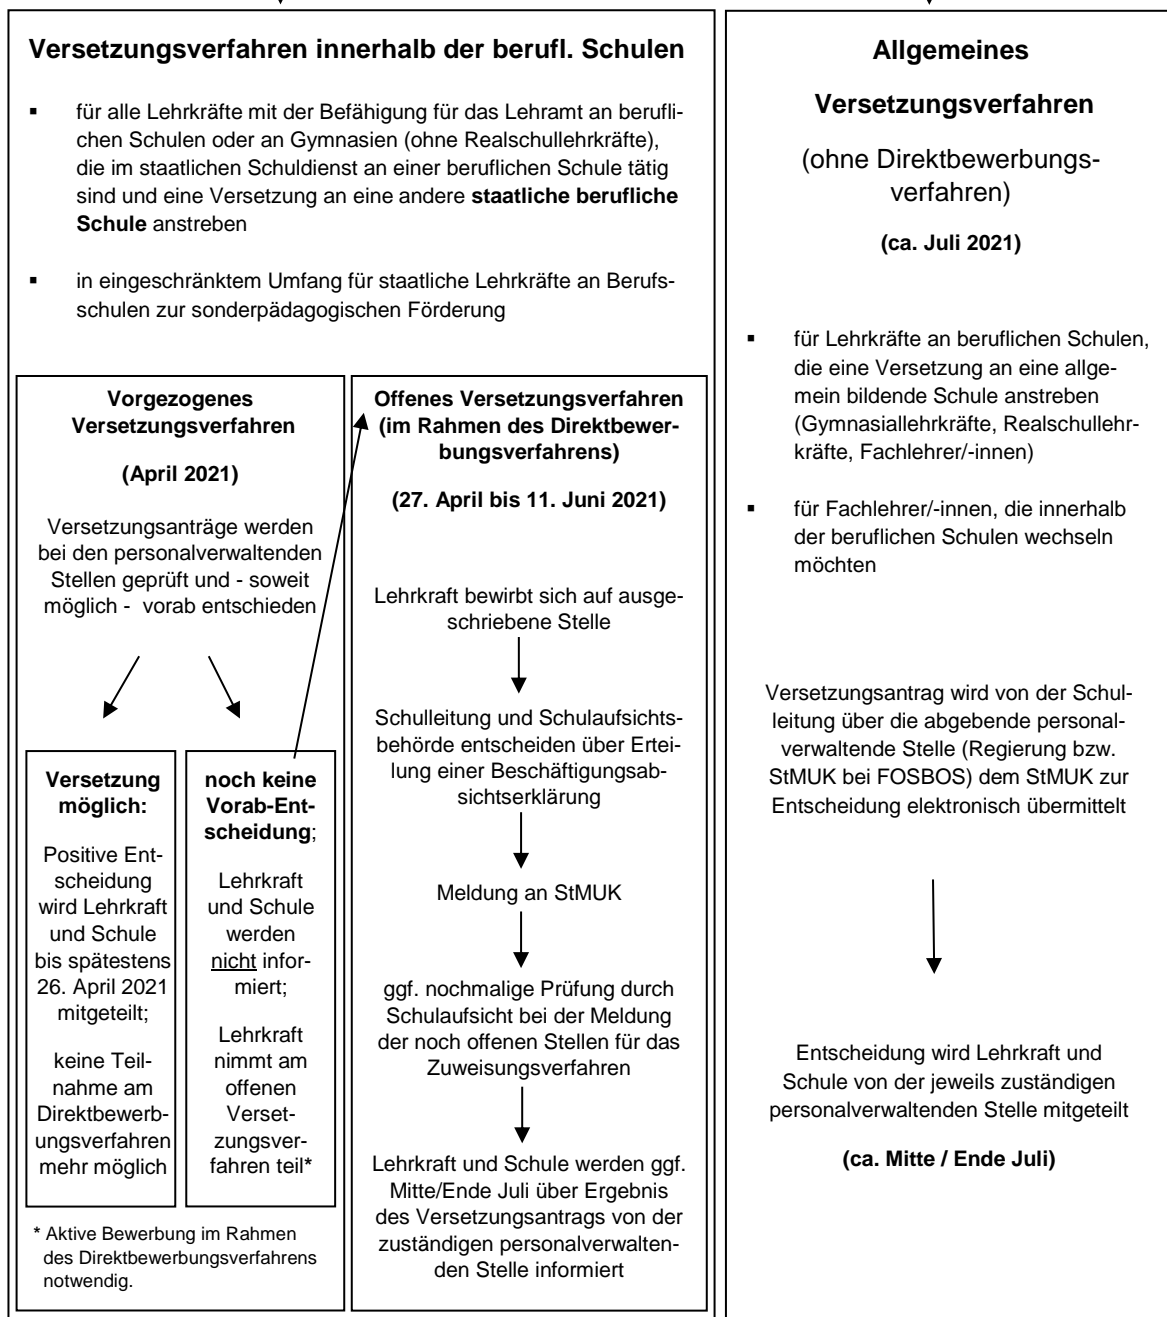 Versetzungsverfahren innerhalb der berufl. Schulen
▪ für alle Lehrkräfte mit der Befähigung für das Lehramt an berufli-
chen Schulen oder an Gymnasien (ohne Realschullehrkräfte),
die im staatlichen Schuldienst an einer beruflichen Schule tätig
sind und eine Versetzung an eine andere staatliche berufliche
Schule anstreben
▪ in eingeschränktem Umfang für staatliche Lehrkräfte an Berufs-
schulen zur sonderpädagogischen Förderung
Vorgezogenes
Versetzungsverfahren
(April 2021)
Versetzungsanträge werden
bei den personalverwaltenden
Stellen geprüft und - soweit
möglich - vorab entschieden
Versetzung
möglich:
Positive Ent-
scheidung
wird Lehrkraft
und Schule
bis spätestens
26. April 2021
mitgeteilt;
keine Teil-
nahme am
Direktbewerb-
ungsverfahren
mehr möglich
noch keine
Vorab-Ent-
scheidung;
Lehrkraft
und Schule
werden
nicht infor-
miert;
Lehrkraft
nimmt am
offenen
Verset-
zungsver-
fahren teil*
* Aktive Bewerbung im Rahmen
des Direktbewerbungsverfahrens
notwendig.
Offenes Versetzungsverfahren
(im Rahmen des Direktbewer-
bungsverfahrens)
(27. April bis 11. Juni 2021)
Lehrkraft bewirbt sich auf ausge-
schriebene Stelle
Schulleitung und Schulaufsichts-
behörde entscheiden über Ertei-
lung einer Beschäftigungsab-
sichtserklärung
Meldung an StMUK
ggf. nochmalige Prüfung durch
Schulaufsicht bei der Meldung
der noch offenen Stellen für das
Zuweisungsverfahren
Lehrkraft und Schule werden ggf.
Mitte/Ende Juli über Ergebnis
des Versetzungsantrags von der
zuständigen personalverwalten-
den Stelle informiert
Allgemeines
Versetzungsverfahren
(ohne Direktbewerbungs-
verfahren)
(ca. Juli 2021)
▪ für Lehrkräfte an beruflichen Schulen,
die eine Versetzung an eine allge-
mein bildende Schule anstreben
(Gymnasiallehrkräfte, Realschullehr-
kräfte, Fachlehrer/-innen)
▪ für Fachlehrer/-innen, die innerhalb
der beruflichen Schulen wechseln
möchten
Versetzungsantrag wird von der Schul-
leitung über die abgebende personal-
verwaltende Stelle (Regierung bzw.
StMUK bei FOSBOS) dem StMUK zur
Entscheidung elektronisch übermittelt
Entscheidung wird Lehrkraft und
Schule von der jeweils zuständigen
personalverwaltenden Stelle mitgeteilt
(ca. Mitte / Ende Juli)